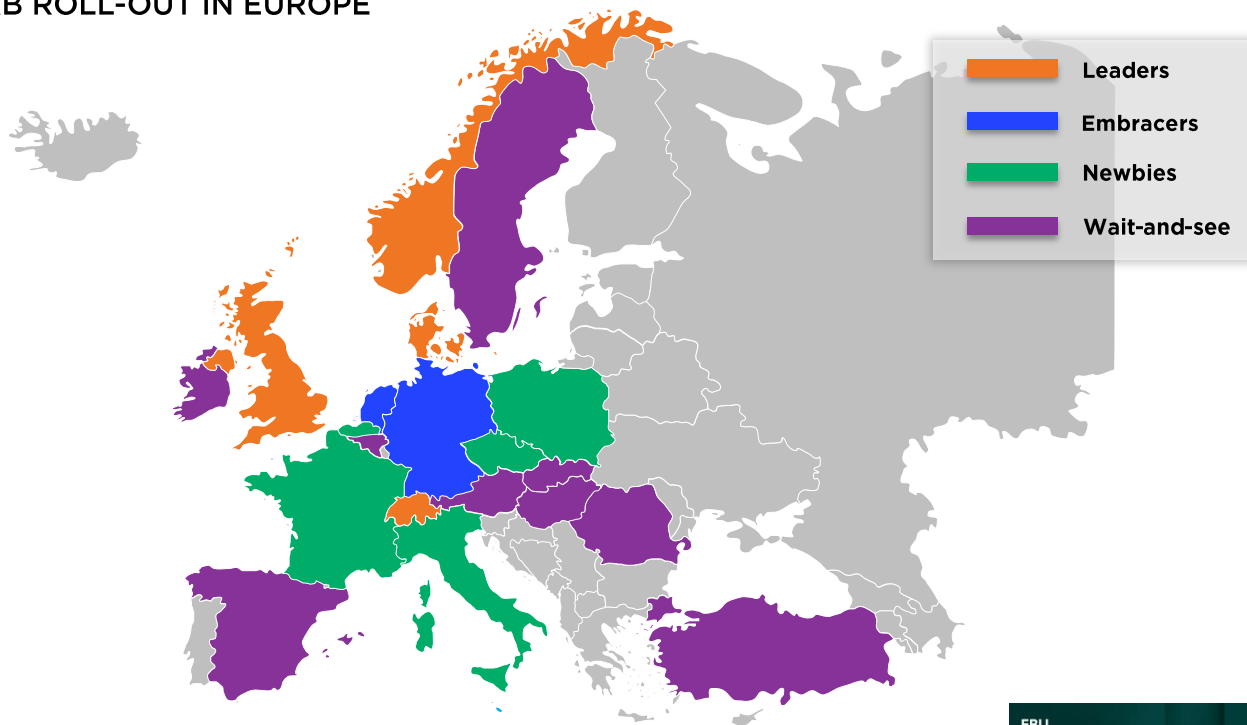 B ROLL-OUT IN EUROPE
Leaders
Embracers
Newbies
Wait-and-see